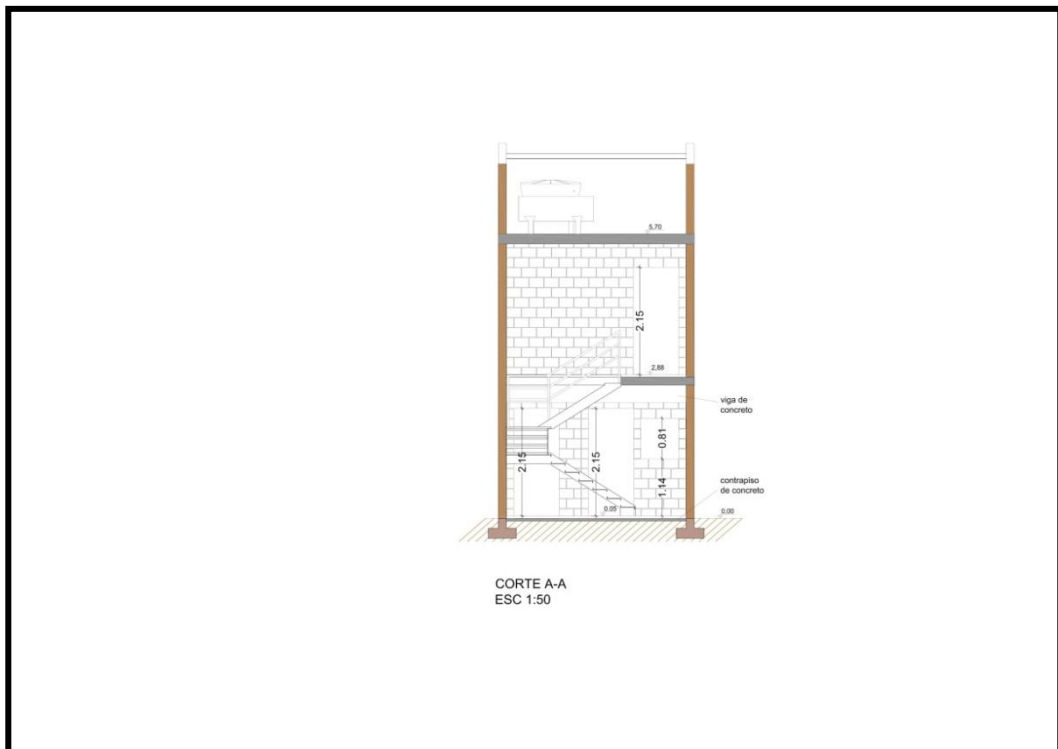 5,70
2.15
2,88
viga de
concreto
0.81
2.15
2.15
1.14
contrapiso
de concreto
0.05
0,00
CORTE A-A
ESC 1:50